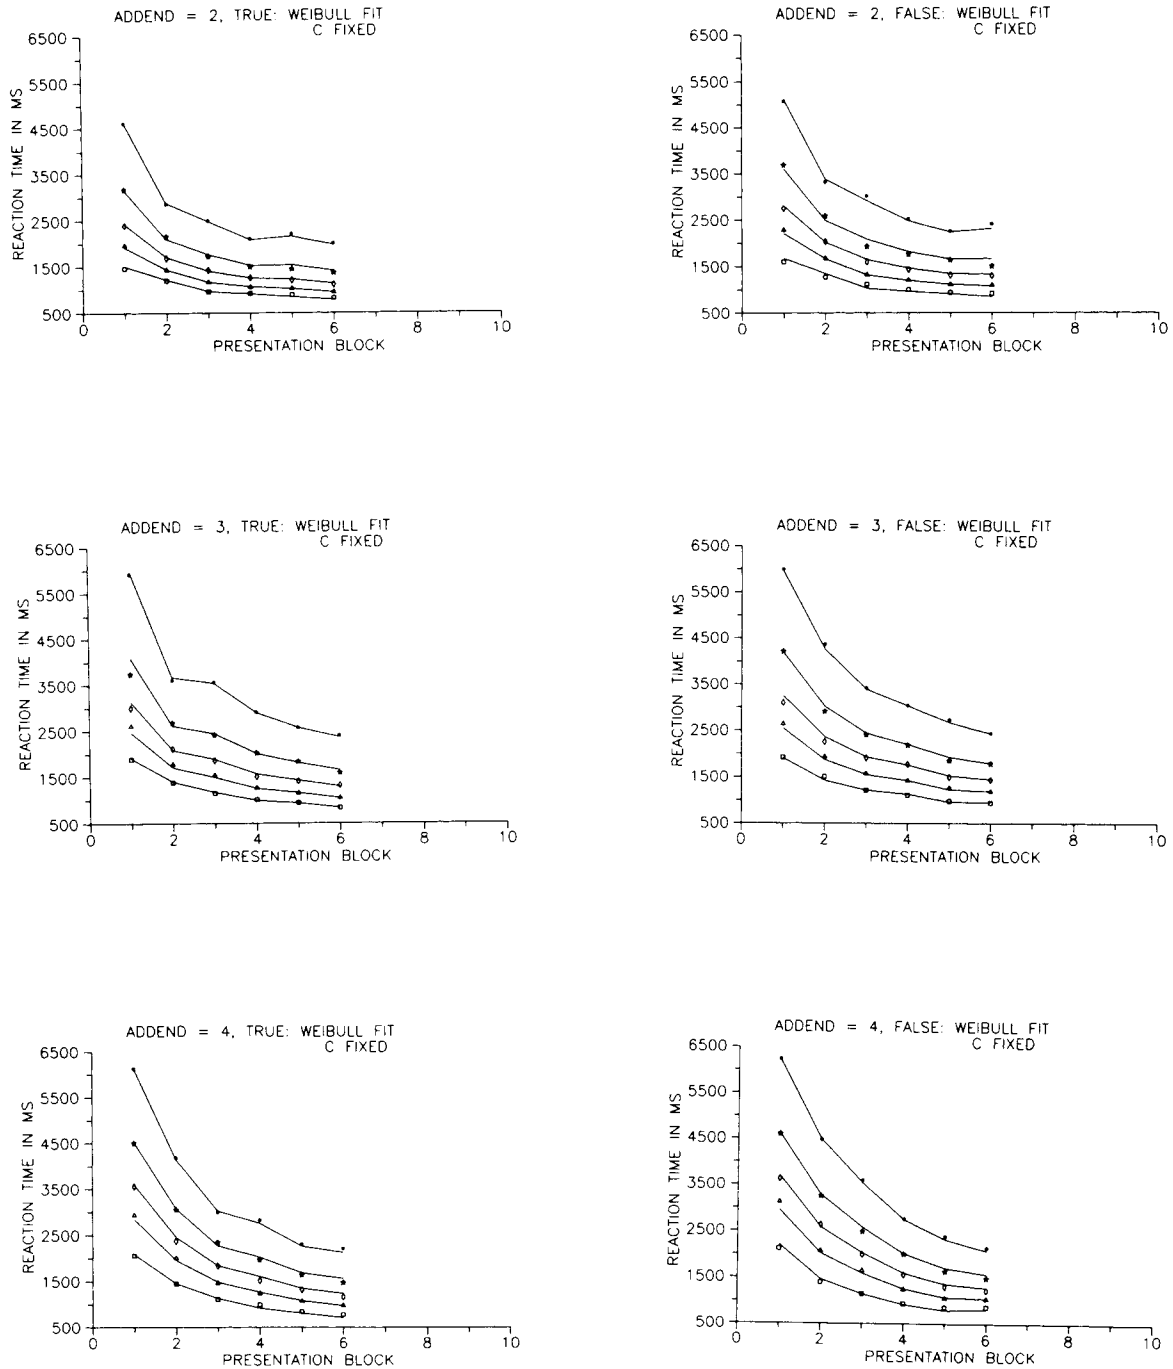 ADDEND = 2, TRUE: WEIBULL FIT
C FIXED
6500
5500
4500
3500
2500
1500
500
REACTION TIME IN MS
0 2 4 6 8 10
PRESENTATION BLOCK
ADDEND = 2, FALSE: WEIBULL FIT
C FIXED
6500
5500
4500
3500
2500
1500
500
REACTION TIME IN MS
0 2 4 6 8 10
PRESENTATION BLOCK
ADDEND = 3, TRUE: WEIBULL FIT
C FIXED
6500
5500
4500
3500
2500
1500
500
REACTION TIME IN MS
0 2 4 6 8 10
PRESENTATION BLOCK
ADDEND = 3, FALSE: WEIBULL FIT
C FIXED
6500
5500
4500
3500
2500
1500
500
REACTION TIME IN MS
0 2 4 6 8 10
PRESENTATION BLOCK
ADDEND = 4, TRUE: WEIBULL FIT
C FIXED
6500
5500
4500
3500
2500
1500
500
REACTION TIME IN MS
0 2 4 6 8 10
PRESENTATION BLOCK
ADDEND = 4, FALSE: WEIBULL FIT
C FIXED
6500
5500
4500
3500
2500
1500
500
REACTION TIME IN MS
0 2 4 6 8 10
PRESENTATION BLOCK